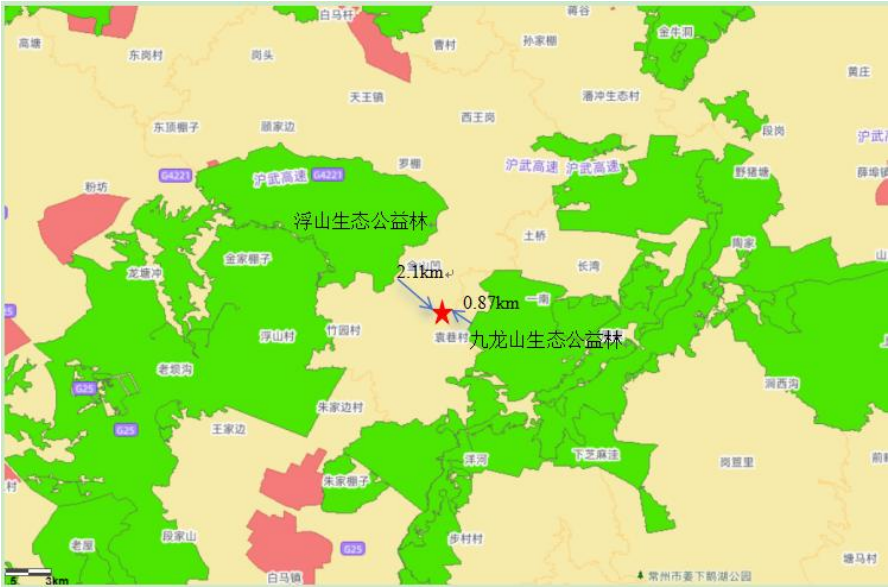 白马杆
蒋谷
高塘
东岗村
岗头
曹村
孙家棚
金牛洞
黄庄
天王镇
西王岗
潘冲生态村
东顶棚子
顾家边
段岗
沪武
罗棚
沪武高速
沪武高速
野猪塘
薛埠镇
G4221
沪武高速
G4221
粉坊
浮山生态公益林
土桥
陶家
金家棚子
金山凹
长湾
龙塘冲
2.1km
一南
0.87km
浮山村
竹园村
袁巷村
九龙山生态公益林
老坝沟
G25
涧西沟
朱家边村
G25
王家边
洋河
下芝麻洼
岗笪里
村
朱家棚子
段家山
步村村
老屋
G25
塘马村
白马镇
常州市姜下鹅湖公园
3km